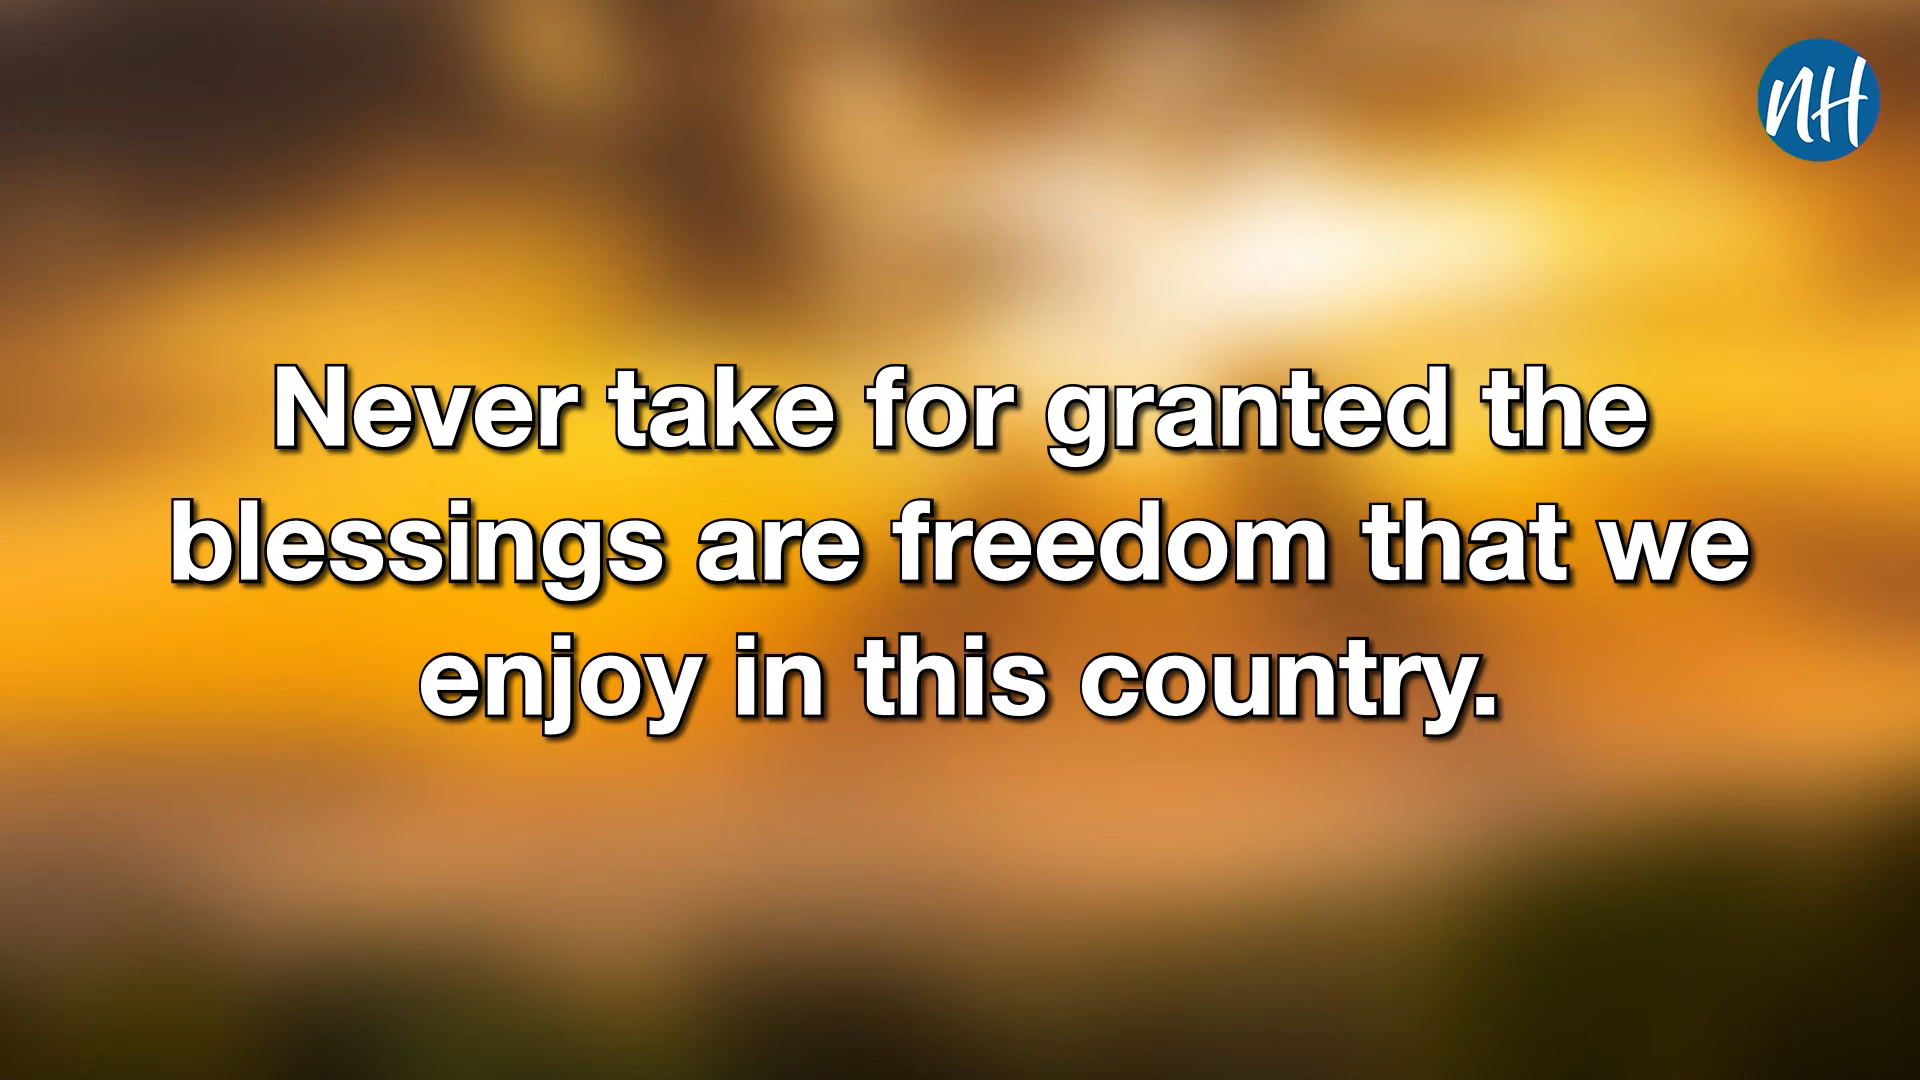 nH
Never take for granted the
blessings are freedom that we
enjoy in this country.